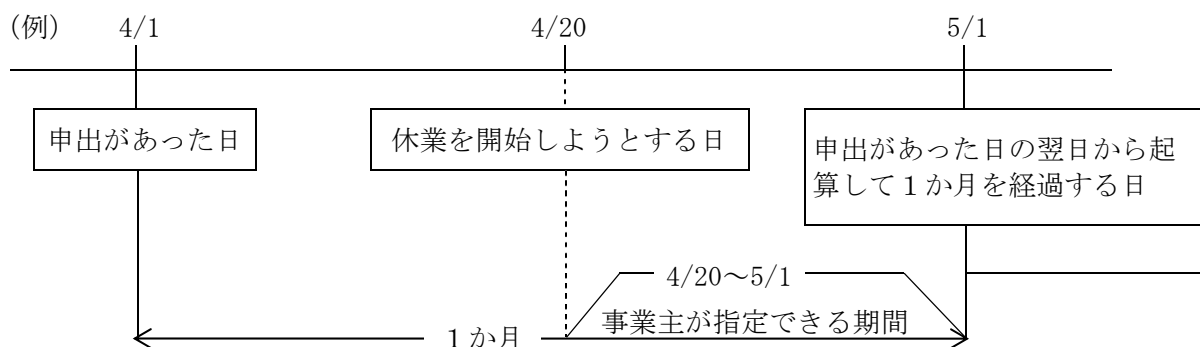 (例) 4/1 4/20 5/1
申出があった日
休業を開始しようとする日
申出があった日の翌日から起
算して１か月を経過する日
4/20～5/1
事業主が指定できる期間
１か月